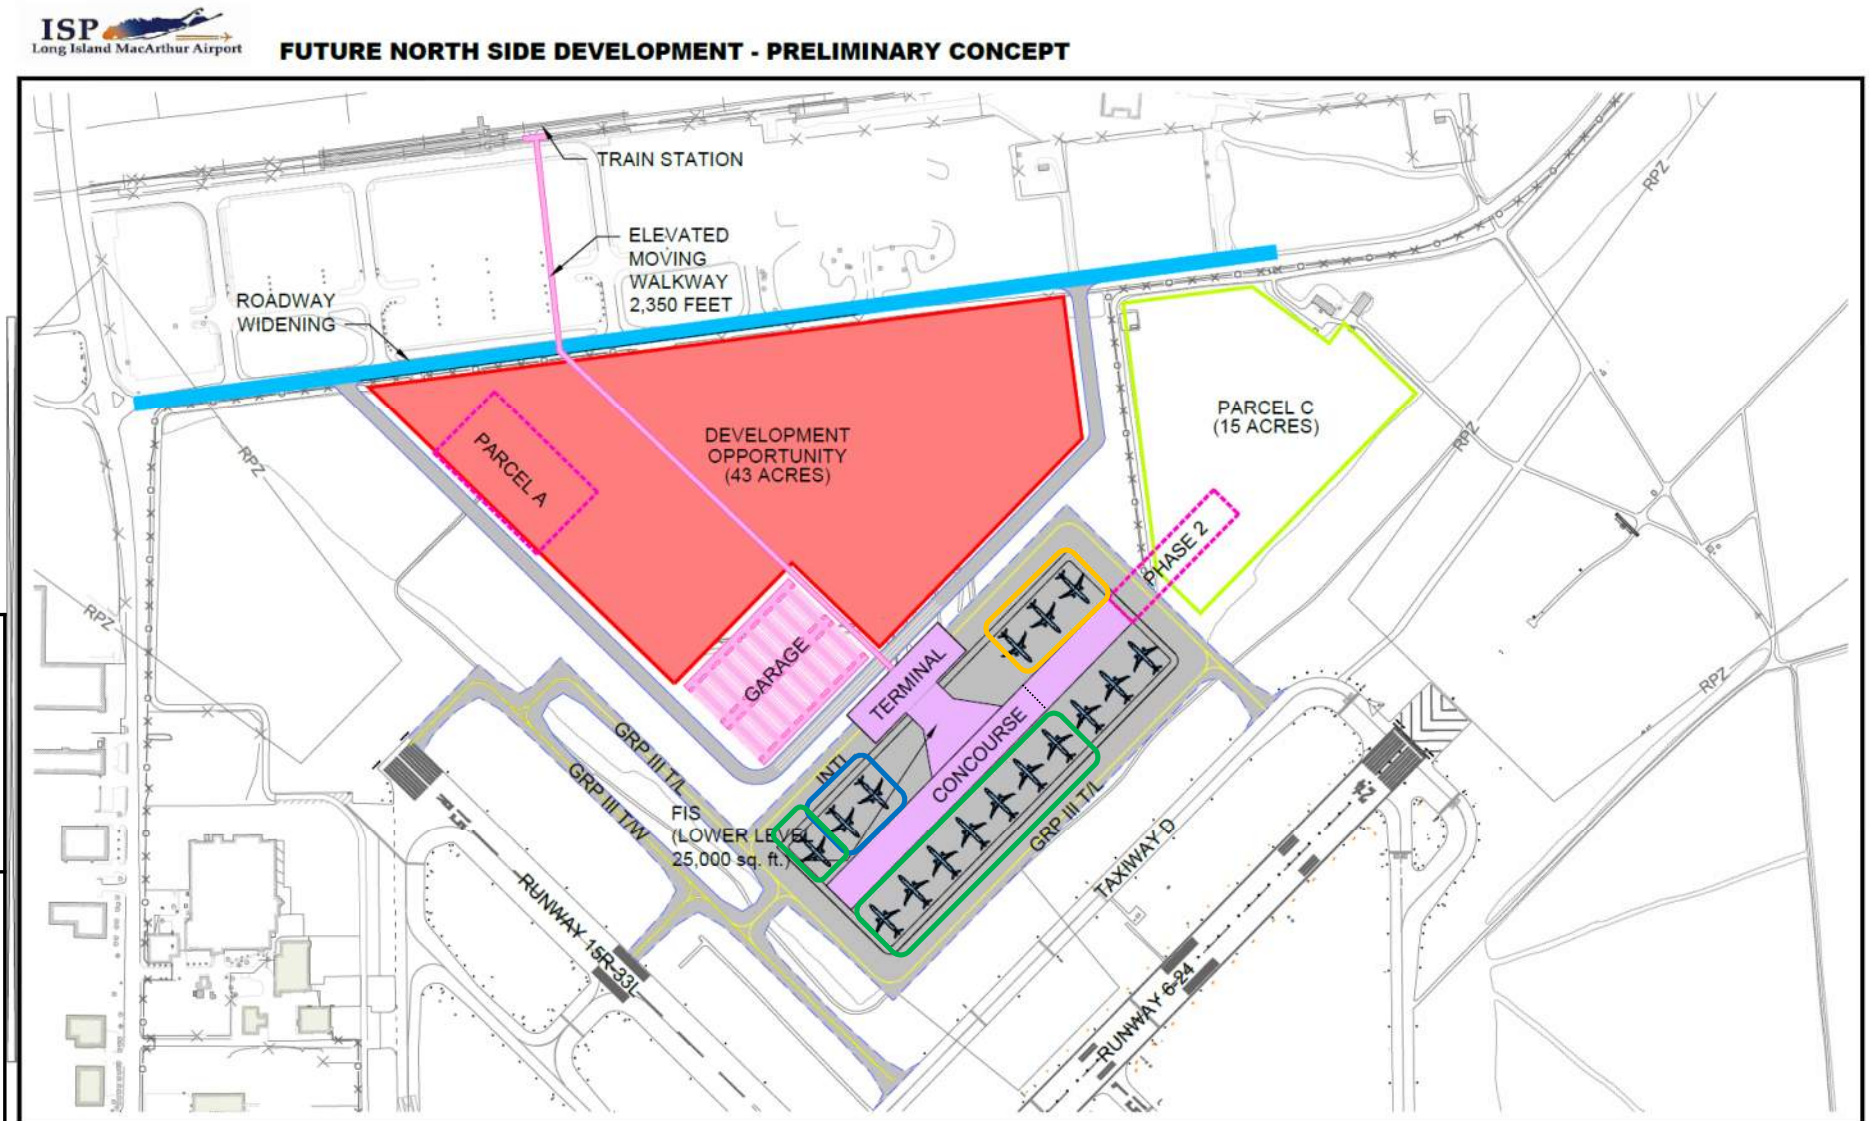 ISP
Long Island MacArthur Airport
FUTURE NORTH SIDE DEVELOPMENT - PRELIMINARY CONCEPT
TRAIN STATION
ELEVATED
MOVING
WALKWAY
2,350 FEET
ROADWAY
WIDENING
RPZ
RPZ
RPZ
RPZ
RPZ
PARCEL A
DEVELOPMENT
OPPORTUNITY
(43 ACRES)
PARCEL C
(15 ACRES)
PHASE 2
GARAGE
TERMINAL
CONCOURSE
INTL
FIS
(LOWER LEVEL
25,000 sq. ft.)
GRP III T/L
GRP III T/W
GRP III T/L
TAXIWAY D
RUNWAY 15R-33L
RUNWAY 6-24
24